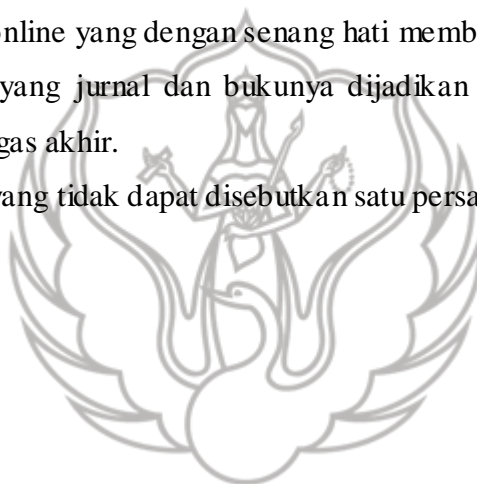 online yang dengan senang hati memb
yang jurnal dan bukunya dijadikan
gas akhir.
yang tidak dapat disebutkan satu persa